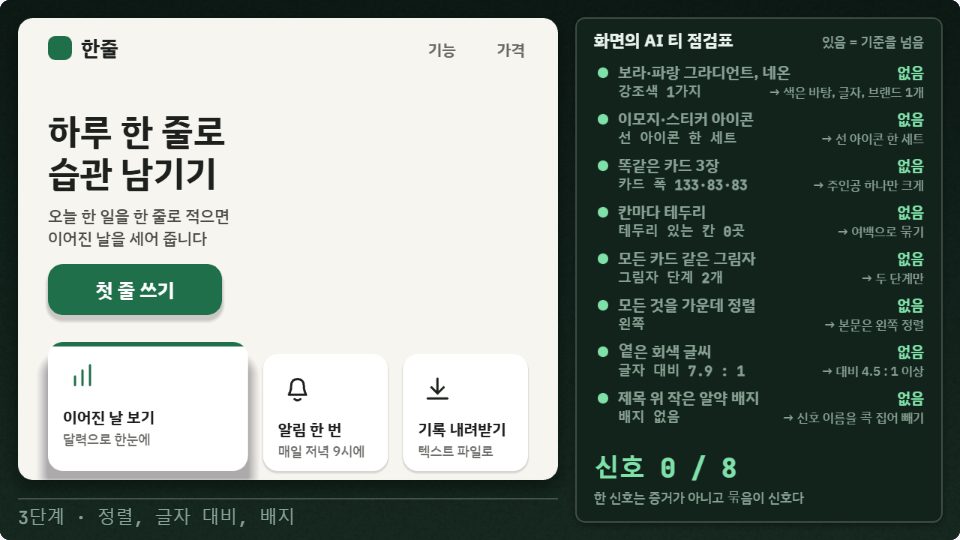 한줄
기능 가격
하루 한 줄로
습관 남기기
오늘 한 일을 한 줄로 적으면
이어진 날을 세어 줍니다
첫 줄 쓰기
이어진 날 보기
달력으로 한눈에
알림 한 번
매일 저녁 9시에
기록 내려받기
텍스트 파일로
3단계 · 정렬, 글자 대비, 배지
화면의 AI 티 점검표 있음 = 기준을 넘음
보라·파랑 그라디언트, 네온 없음
강조색 1가지 → 색은 바탕, 글자, 브랜드 1개
이모지·스티커 아이콘 없음
선 아이콘 한 세트 → 선 아이콘 한 세트
똑같은 카드 3장 없음
카드 폭 133·83·83 → 주인공 하나만 크게
칸마다 테두리 없음
테두리 있는 칸 0곳 → 여백으로 묶기
모든 카드 같은 그림자 없음
그림자 단계 2개 → 두 단계만
모든 것을 가운데 정렬 없음
왼쪽 → 본문은 왼쪽 정렬
옅은 회색 글씨 없음
글자 대비 7.9 : 1 → 대비 4.5 : 1 이상
제목 위 작은 알약 배지 없음
배지 없음 → 신호 이름을 콕 집어 빼기
신호 0 / 8
한 신호는 증거가 아니고 묶음이 신호다